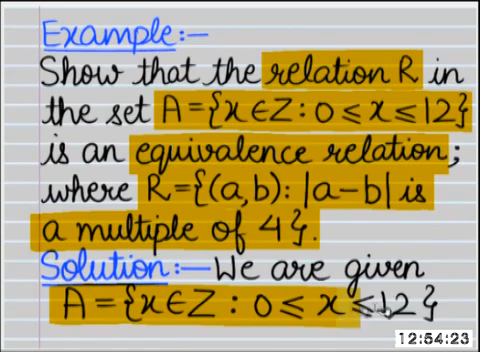 Example:-
Show that the relation R in
the set A={x∈Z: 0⩽x⩽12}
is an equivalence relation;
where R={(a,b): |a-b| is
a multiple of 4}.
Solution:- We are given
A={x∈Z : 0⩽x⩽12}
12:54:23